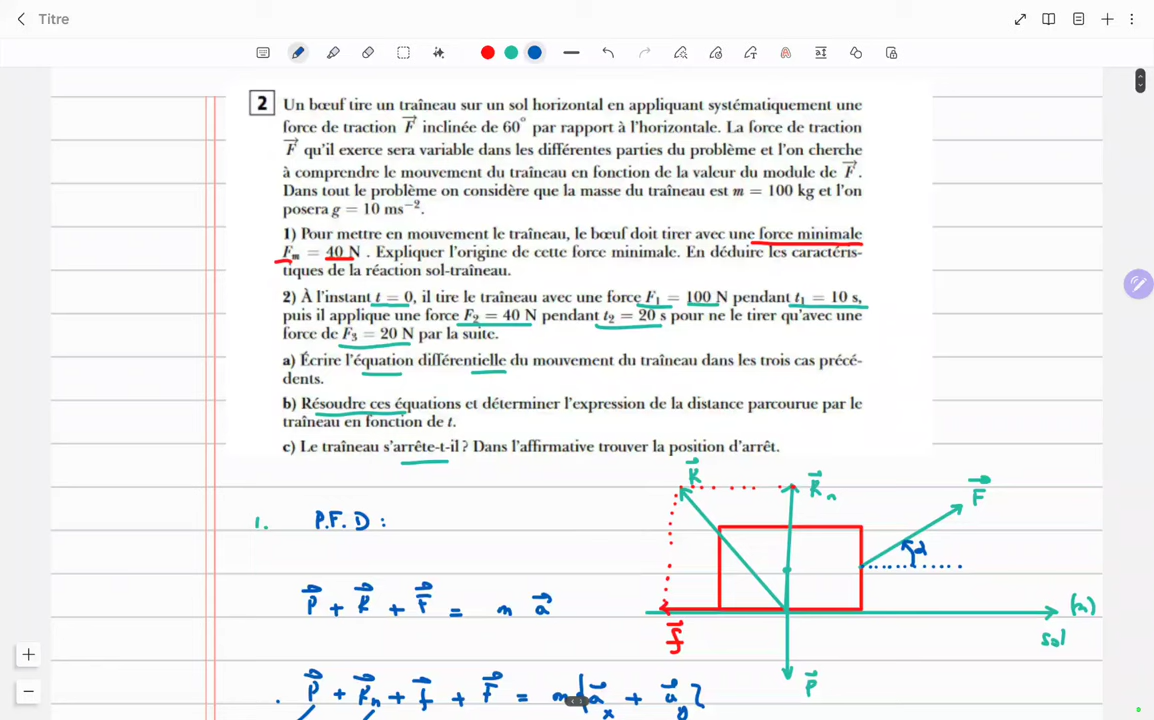 Titre
2 Un bœuf tire un traîneau sur un sol horizontal en appliquant systématiquement une
force de traction F⃗ inclinée de 60° par rapport à l'horizontale. La force de traction
F⃗ qu'il exerce sera variable dans les différentes parties du problème et l'on cherche
à comprendre le mouvement du traîneau en fonction de la valeur du module de F⃗.
Dans tout le problème on considère que la masse du traîneau est m = 100 kg et l'on
posera g = 10 ms⁻².
1) Pour mettre en mouvement le traîneau, le bœuf doit tirer avec une force minimale
Fₘ = 40 N . Expliquer l'origine de cette force minimale. En déduire les caractéris-
tiques de la réaction sol-traîneau.
2) À l'instant t = 0, il tire le traîneau avec une force F₁ = 100 N pendant t₁ = 10 s,
puis il applique une force F₂ = 40 N pendant t₂ = 20 s pour ne le tirer qu'avec une
force de F₃ = 20 N par la suite.
a) Écrire l'équation différentielle du mouvement du traîneau dans les trois cas précé-
dents.
b) Résoudre ces équations et déterminer l'expression de la distance parcourue par le
traîneau en fonction de t.
c) Le traîneau s'arrête-t-il ? Dans l'affirmative trouver la position d'arrêt.
R⃗ R⃗n F⃗
1. P.F.D :
α
P⃗ + R⃗ + F⃗ = m a⃗
(x)
f⃗ sol
P⃗
. P⃗ + R⃗n + f⃗ + F⃗ = m { a⃗x + a⃗y }